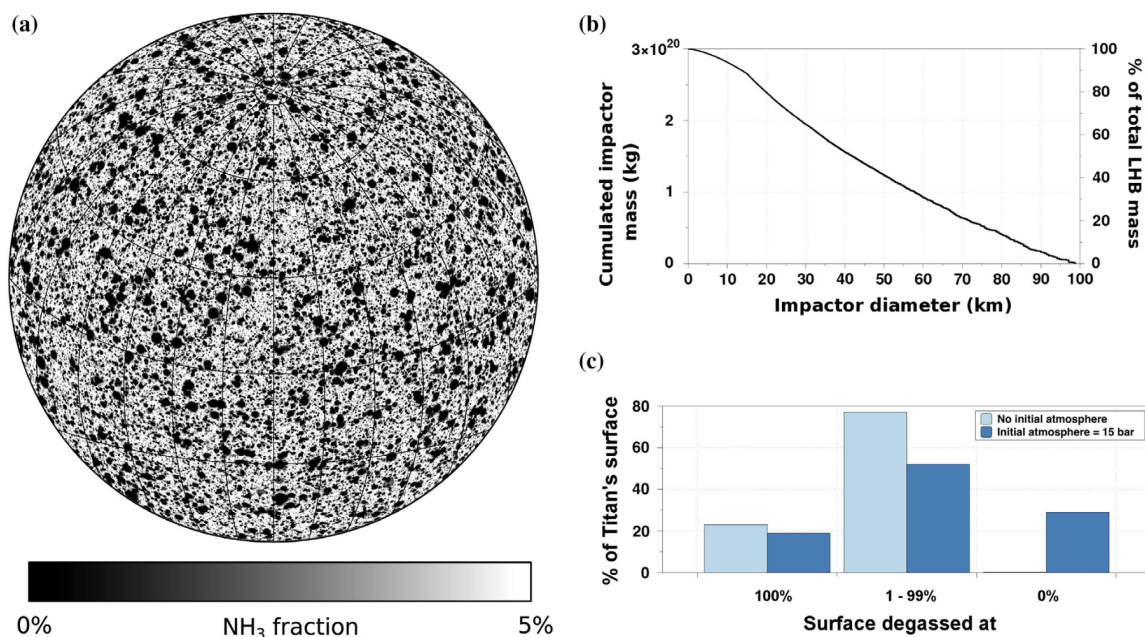 (a)
0%
NH₃ fraction
5%
(b)
Cumulated impactor
mass (kg)
3×10²⁰
2
1
0
100
80
60
40
20
0
% of total LHB
mass
0 10 20 30 40 50 60 70 80 90 100
Impactor diameter (km)
(c)
% of Titan's surface
80
60
40
20
0
No initial atmosphere
Initial atmosphere = 15 bar
100% 1 - 99% 0%
Surface degassed at